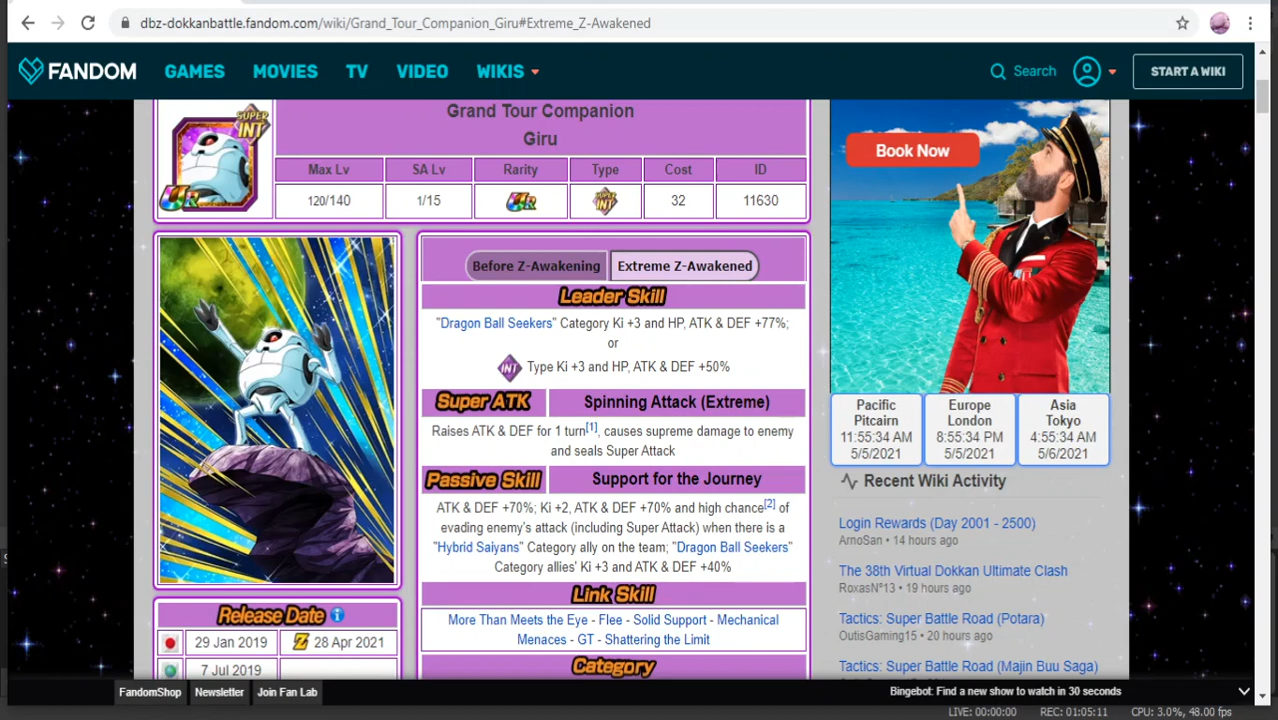 dbz-dokkanbattle.fandom.com/wiki/Grand_Tour_Companion_Giru#Extreme_Z-Awakened
FANDOM GAMES MOVIES TV VIDEO WIKIS Search START A WIKI
Grand Tour Companion
Giru
SUPER INT
UR
Max Lv SA Lv Rarity Type Cost ID
120/140 1/15 UR SUPER INT 32 11630
Before Z-Awakening Extreme Z-Awakened
Leader Skill
"Dragon Ball Seekers" Category Ki +3 and HP, ATK & DEF +77%;
or
INT Type Ki +3 and HP, ATK & DEF +50%
Super ATK Spinning Attack (Extreme)
Raises ATK & DEF for 1 turn[1], causes supreme damage to enemy
and seals Super Attack
Passive Skill Support for the Journey
ATK & DEF +70%; Ki +2, ATK & DEF +70% and high chance[2] of
evading enemy's attack (including Super Attack) when there is a
"Hybrid Saiyans" Category ally on the team; "Dragon Ball Seekers"
Category allies' Ki +3 and ATK & DEF +40%
Link Skill
More Than Meets the Eye - Flee - Solid Support - Mechanical
Menaces - GT - Shattering the Limit
Category
Release Date
29 Jan 2019 Z 28 Apr 2021
7 Jul 2019
Book Now
Pacific Europe Asia
Pitcairn London Tokyo
11:55:34 AM 8:55:34 PM 4:55:34 AM
5/5/2021 5/5/2021 5/6/2021
Recent Wiki Activity
Login Rewards (Day 2001 - 2500)
ArnoSan • 14 hours ago
The 38th Virtual Dokkan Ultimate Clash
RoxasNº13 • 19 hours ago
Tactics: Super Battle Road (Potara)
OutisGaming15 • 20 hours ago
Tactics: Super Battle Road (Majin Buu Saga)
FandomShop Newsletter Join Fan Lab Bingebot: Find a new show to watch in 30 seconds
LIVE: 00:00:00 REC: 01:05:11 CPU: 3.0%, 48.00 fps